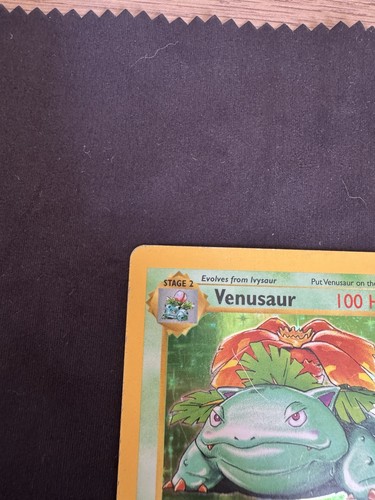 STAGE 2
Evolves from Ivysaur
Put Venusaur on the
Venusaur
100 H